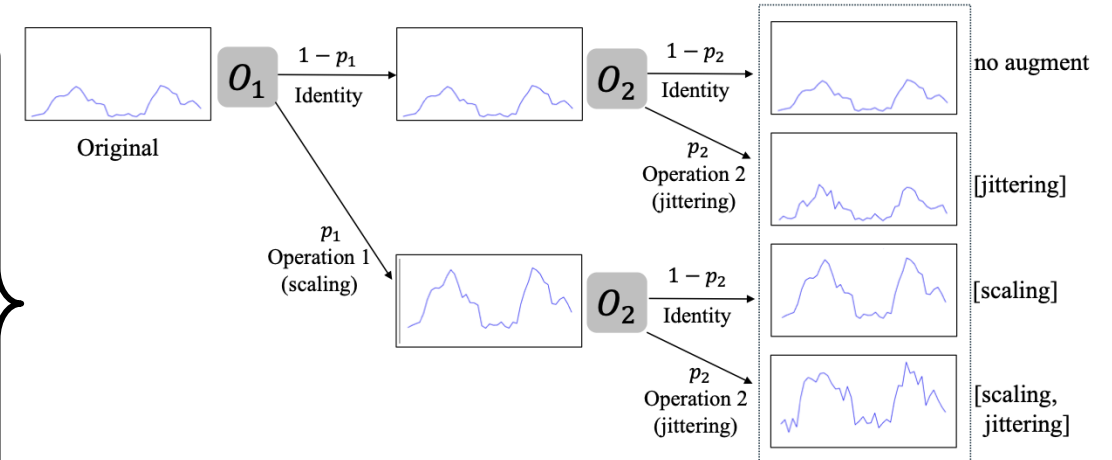 Original
O₁
1 − p₁
Identity
p₁
Operation 1
(scaling)
O₂
1 − p₂
Identity
p₂
Operation 2
(jittering)
no augment
[jittering]
O₂
1 − p₂
Identity
p₂
Operation 2
(jittering)
[scaling]
[scaling,
jittering]